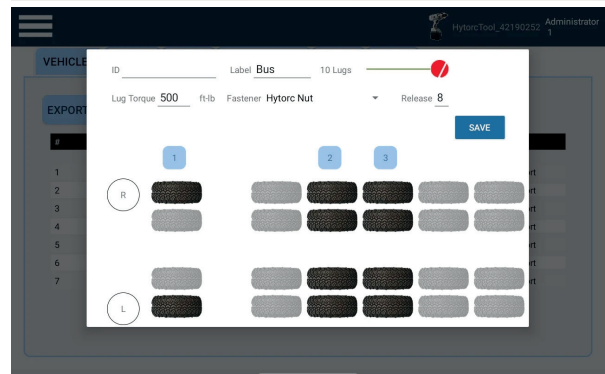 HytorcTool_42190252 Administrator 1
VEHICLE
ID Label Bus 10 Lugs
Lug Torque 500 ft-lb Fastener Hytorc Nut Release 8
EXPORT
SAVE
#
1 2 3
1
2
R
3
4
5
6
7
L